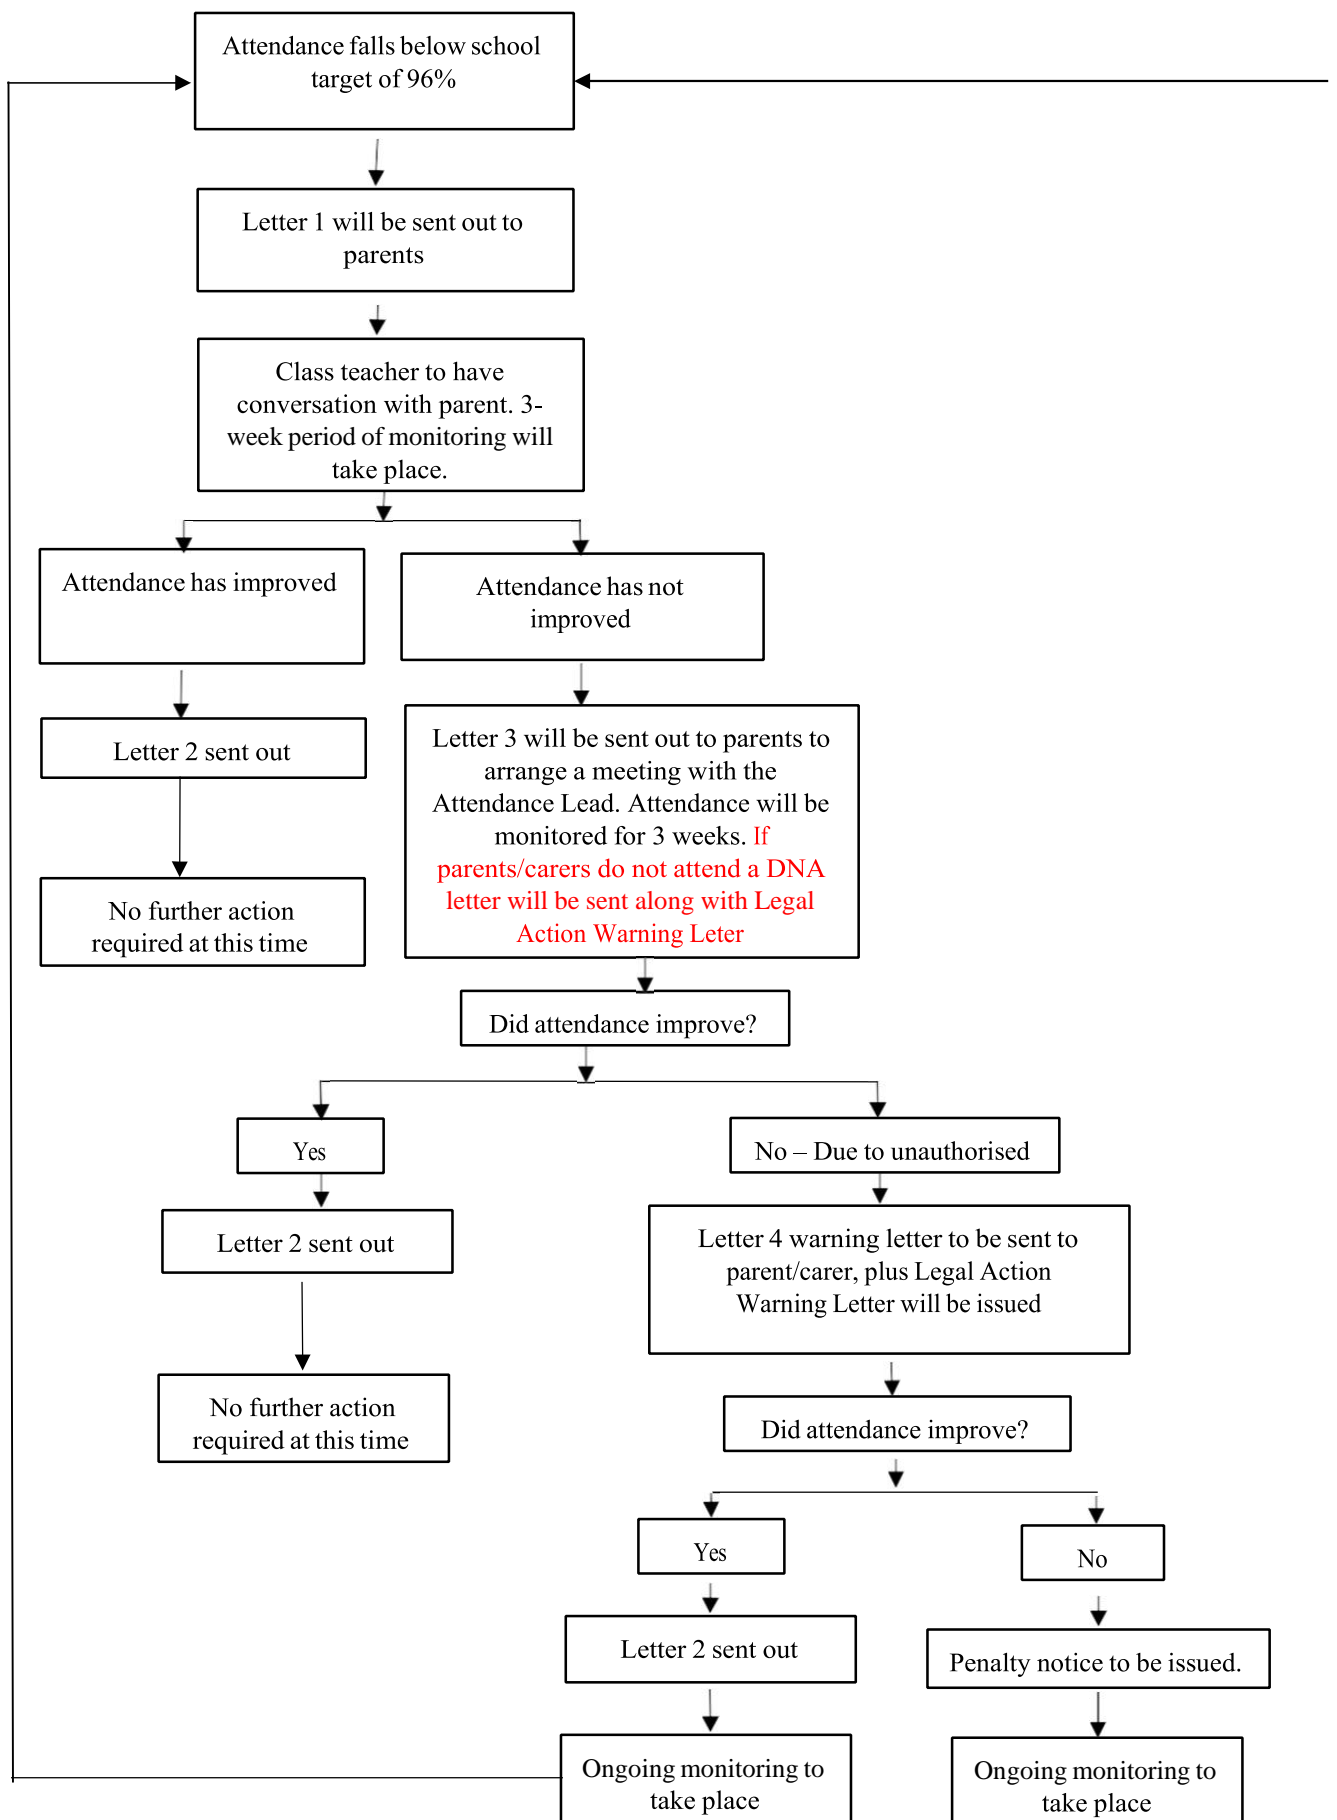 Attendance falls below school
target of 96%
Letter 1 will be sent out to
parents
Class teacher to have
conversation with parent. 3-
week period of monitoring will
take place.
Attendance has improved
Attendance has not
improved
Letter 2 sent out
Letter 3 will be sent out to parents to
arrange a meeting with the
Attendance Lead. Attendance will be
monitored for 3 weeks. If
parents/carers do not attend a DNA
letter will be sent along with Legal
Action Warning Leter
No further action
required at this time
Did attendance improve?
Yes
No – Due to unauthorised
Letter 2 sent out
Letter 4 warning letter to be sent to
parent/carer, plus Legal Action
Warning Letter will be issued
No further action
required at this time
Did attendance improve?
Yes
No
Letter 2 sent out
Penalty notice to be issued.
Ongoing monitoring to
take place
Ongoing monitoring to
take place